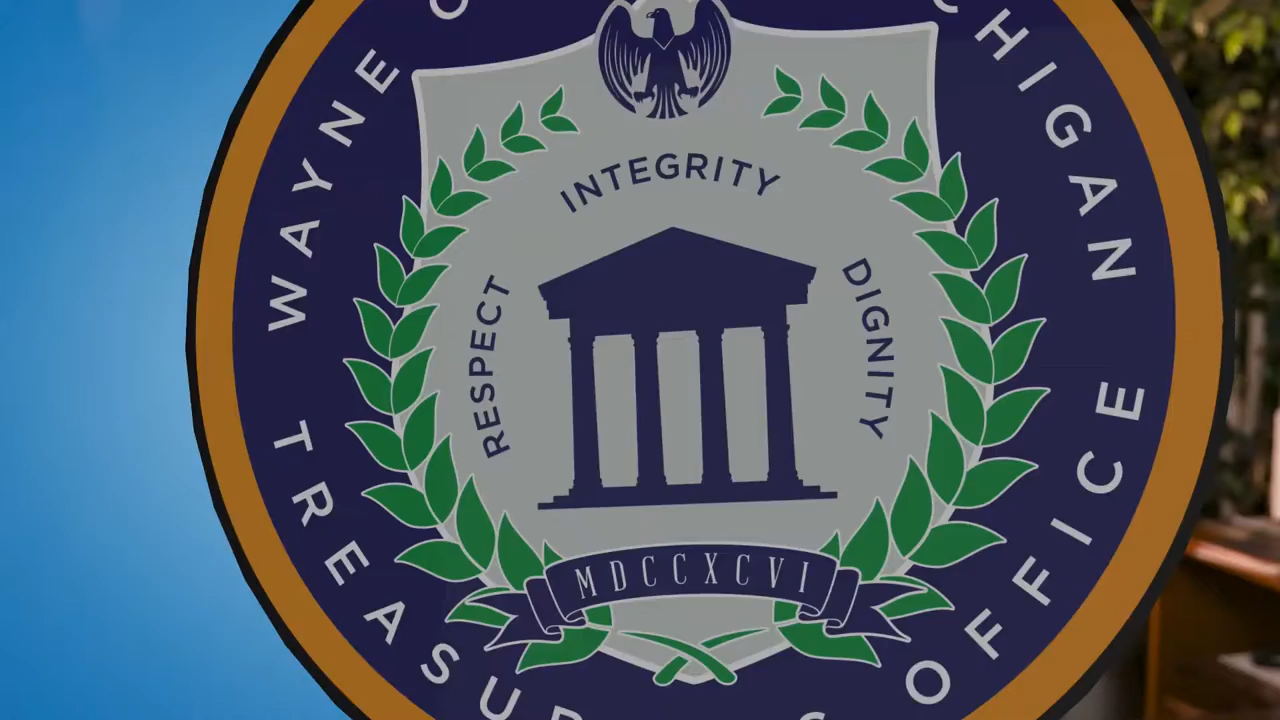 WAYNE
CHIGAN
INTEGRITY
RESPECT
DIGNITY
MDCCXCVI
TREASU
OFFICE